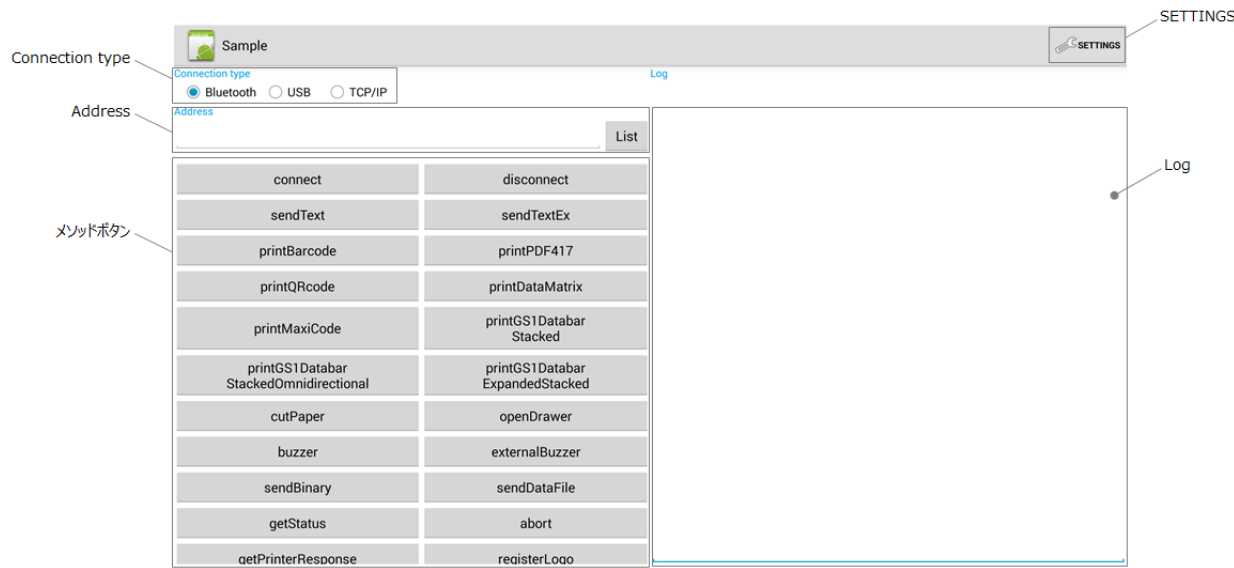 SETTINGS
Sample
SETTINGS
Connection type
Connection type
Log
Bluetooth
USB
TCP/IP
Address
Address
List
Log
メソッドボタン
connect
disconnect
sendText
sendTextEx
printBarcode
printPDF417
printQRcode
printDataMatrix
printMaxiCode
printGS1Databar
Stacked
printGS1Databar
StackedOmnidirectional
printGS1Databar
ExpandedStacked
cutPaper
openDrawer
buzzer
externalBuzzer
sendBinary
sendDataFile
getStatus
abort
getPrinterResponse
registerLogo